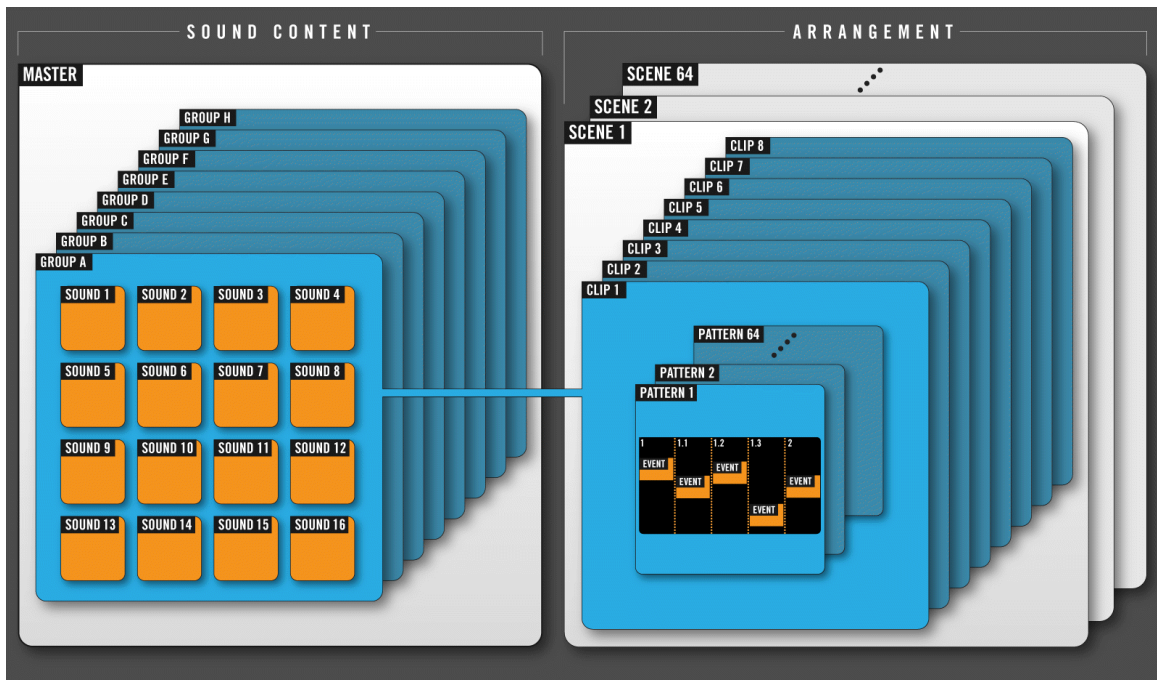 SOUND CONTENT
MASTER
GROUP H
GROUP G
GROUP F
GROUP E
GROUP D
GROUP C
GROUP B
GROUP A
SOUND 1 SOUND 2 SOUND 3 SOUND 4
SOUND 5 SOUND 6 SOUND 7 SOUND 8
SOUND 9 SOUND 10 SOUND 11 SOUND 12
SOUND 13 SOUND 14 SOUND 15 SOUND 16
ARRANGEMENT
SCENE 64
SCENE 2
SCENE 1
CLIP 8
CLIP 7
CLIP 6
CLIP 5
CLIP 4
CLIP 3
CLIP 2
CLIP 1
PATTERN 64
PATTERN 2
PATTERN 1
1 1.1 1.2 1.3 2
EVENT EVENT EVENT EVENT EVENT